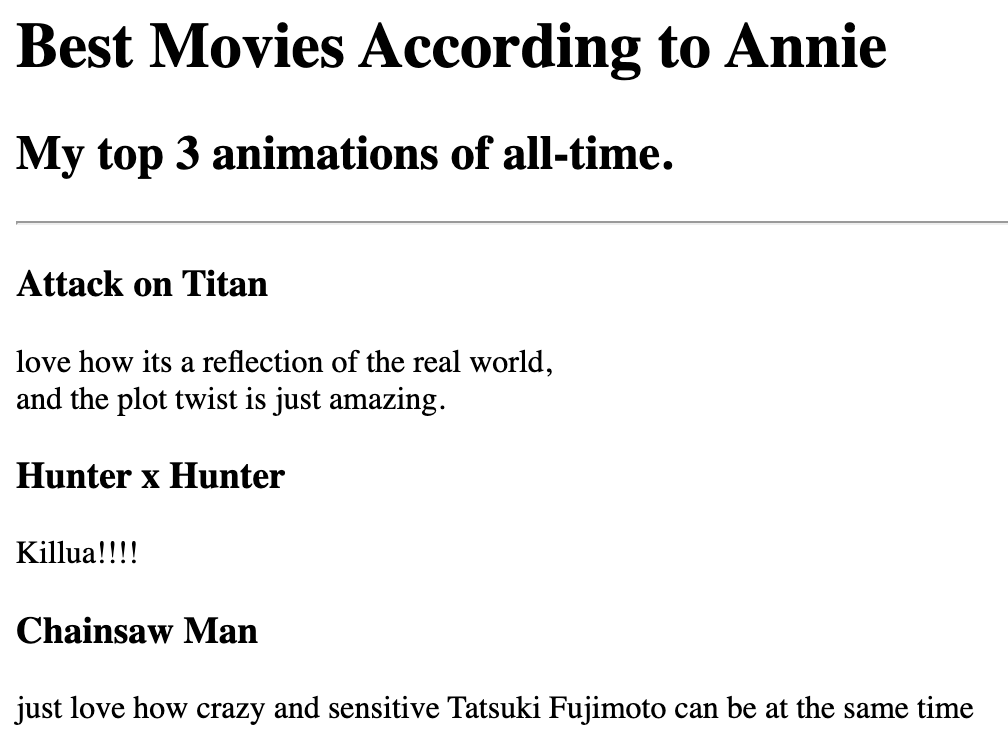 Best Movies According to Annie
My top 3 animations of all-time.
Attack on Titan
love how its a reflection of the real world,
and the plot twist is just amazing.
Hunter x Hunter
Killua!!!!
Chainsaw Man
just love how crazy and sensitive Tatsuki Fujimoto can be at the same time